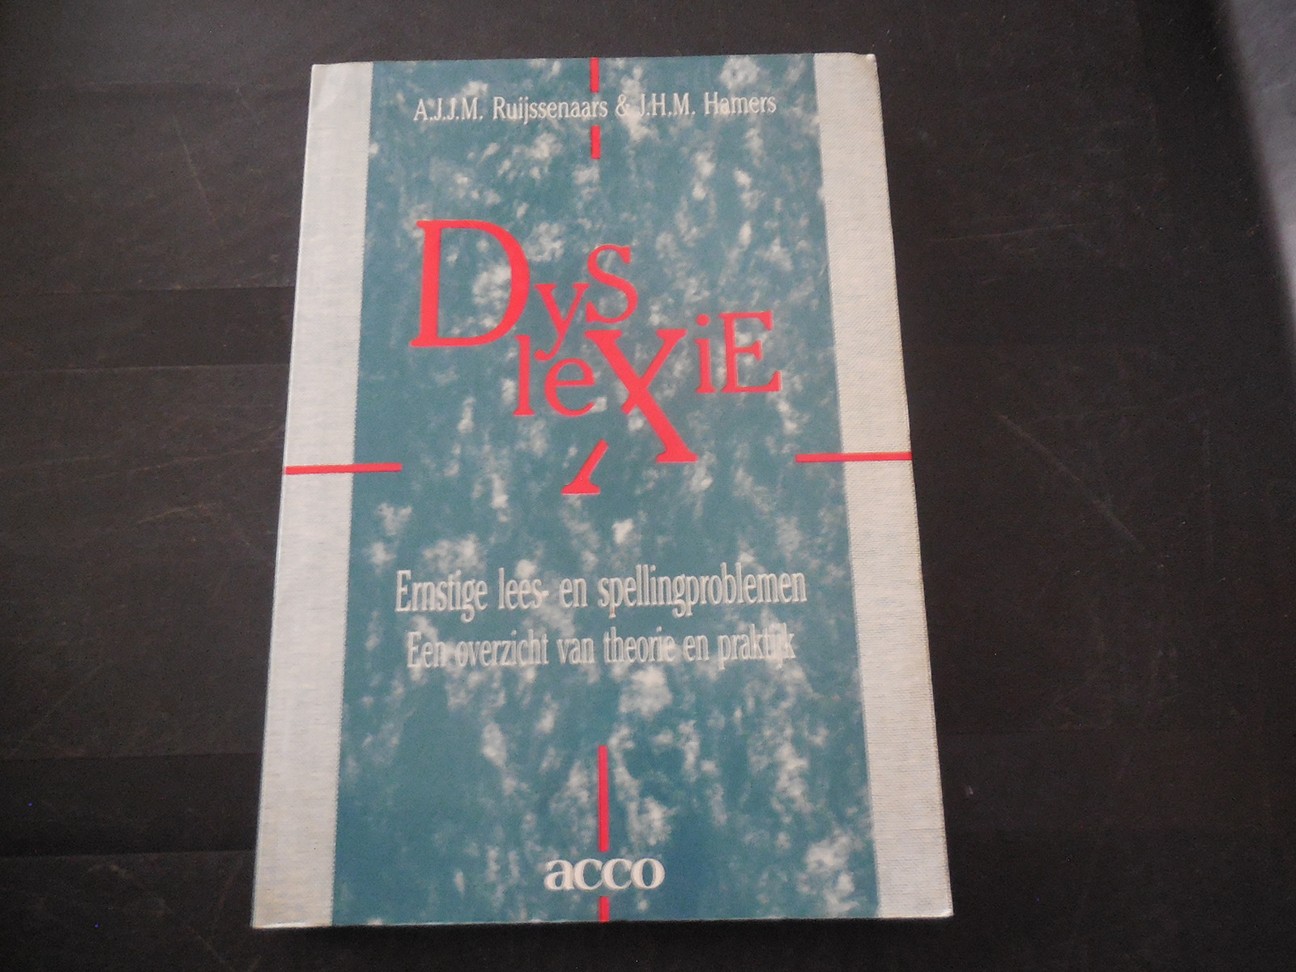 A.J.J.M. Ruijssenaars & J.H.M. Hamers
DysleXiE
Ernstige lees- en spellingproblemen
Een overzicht van theorie en praktijk
acco